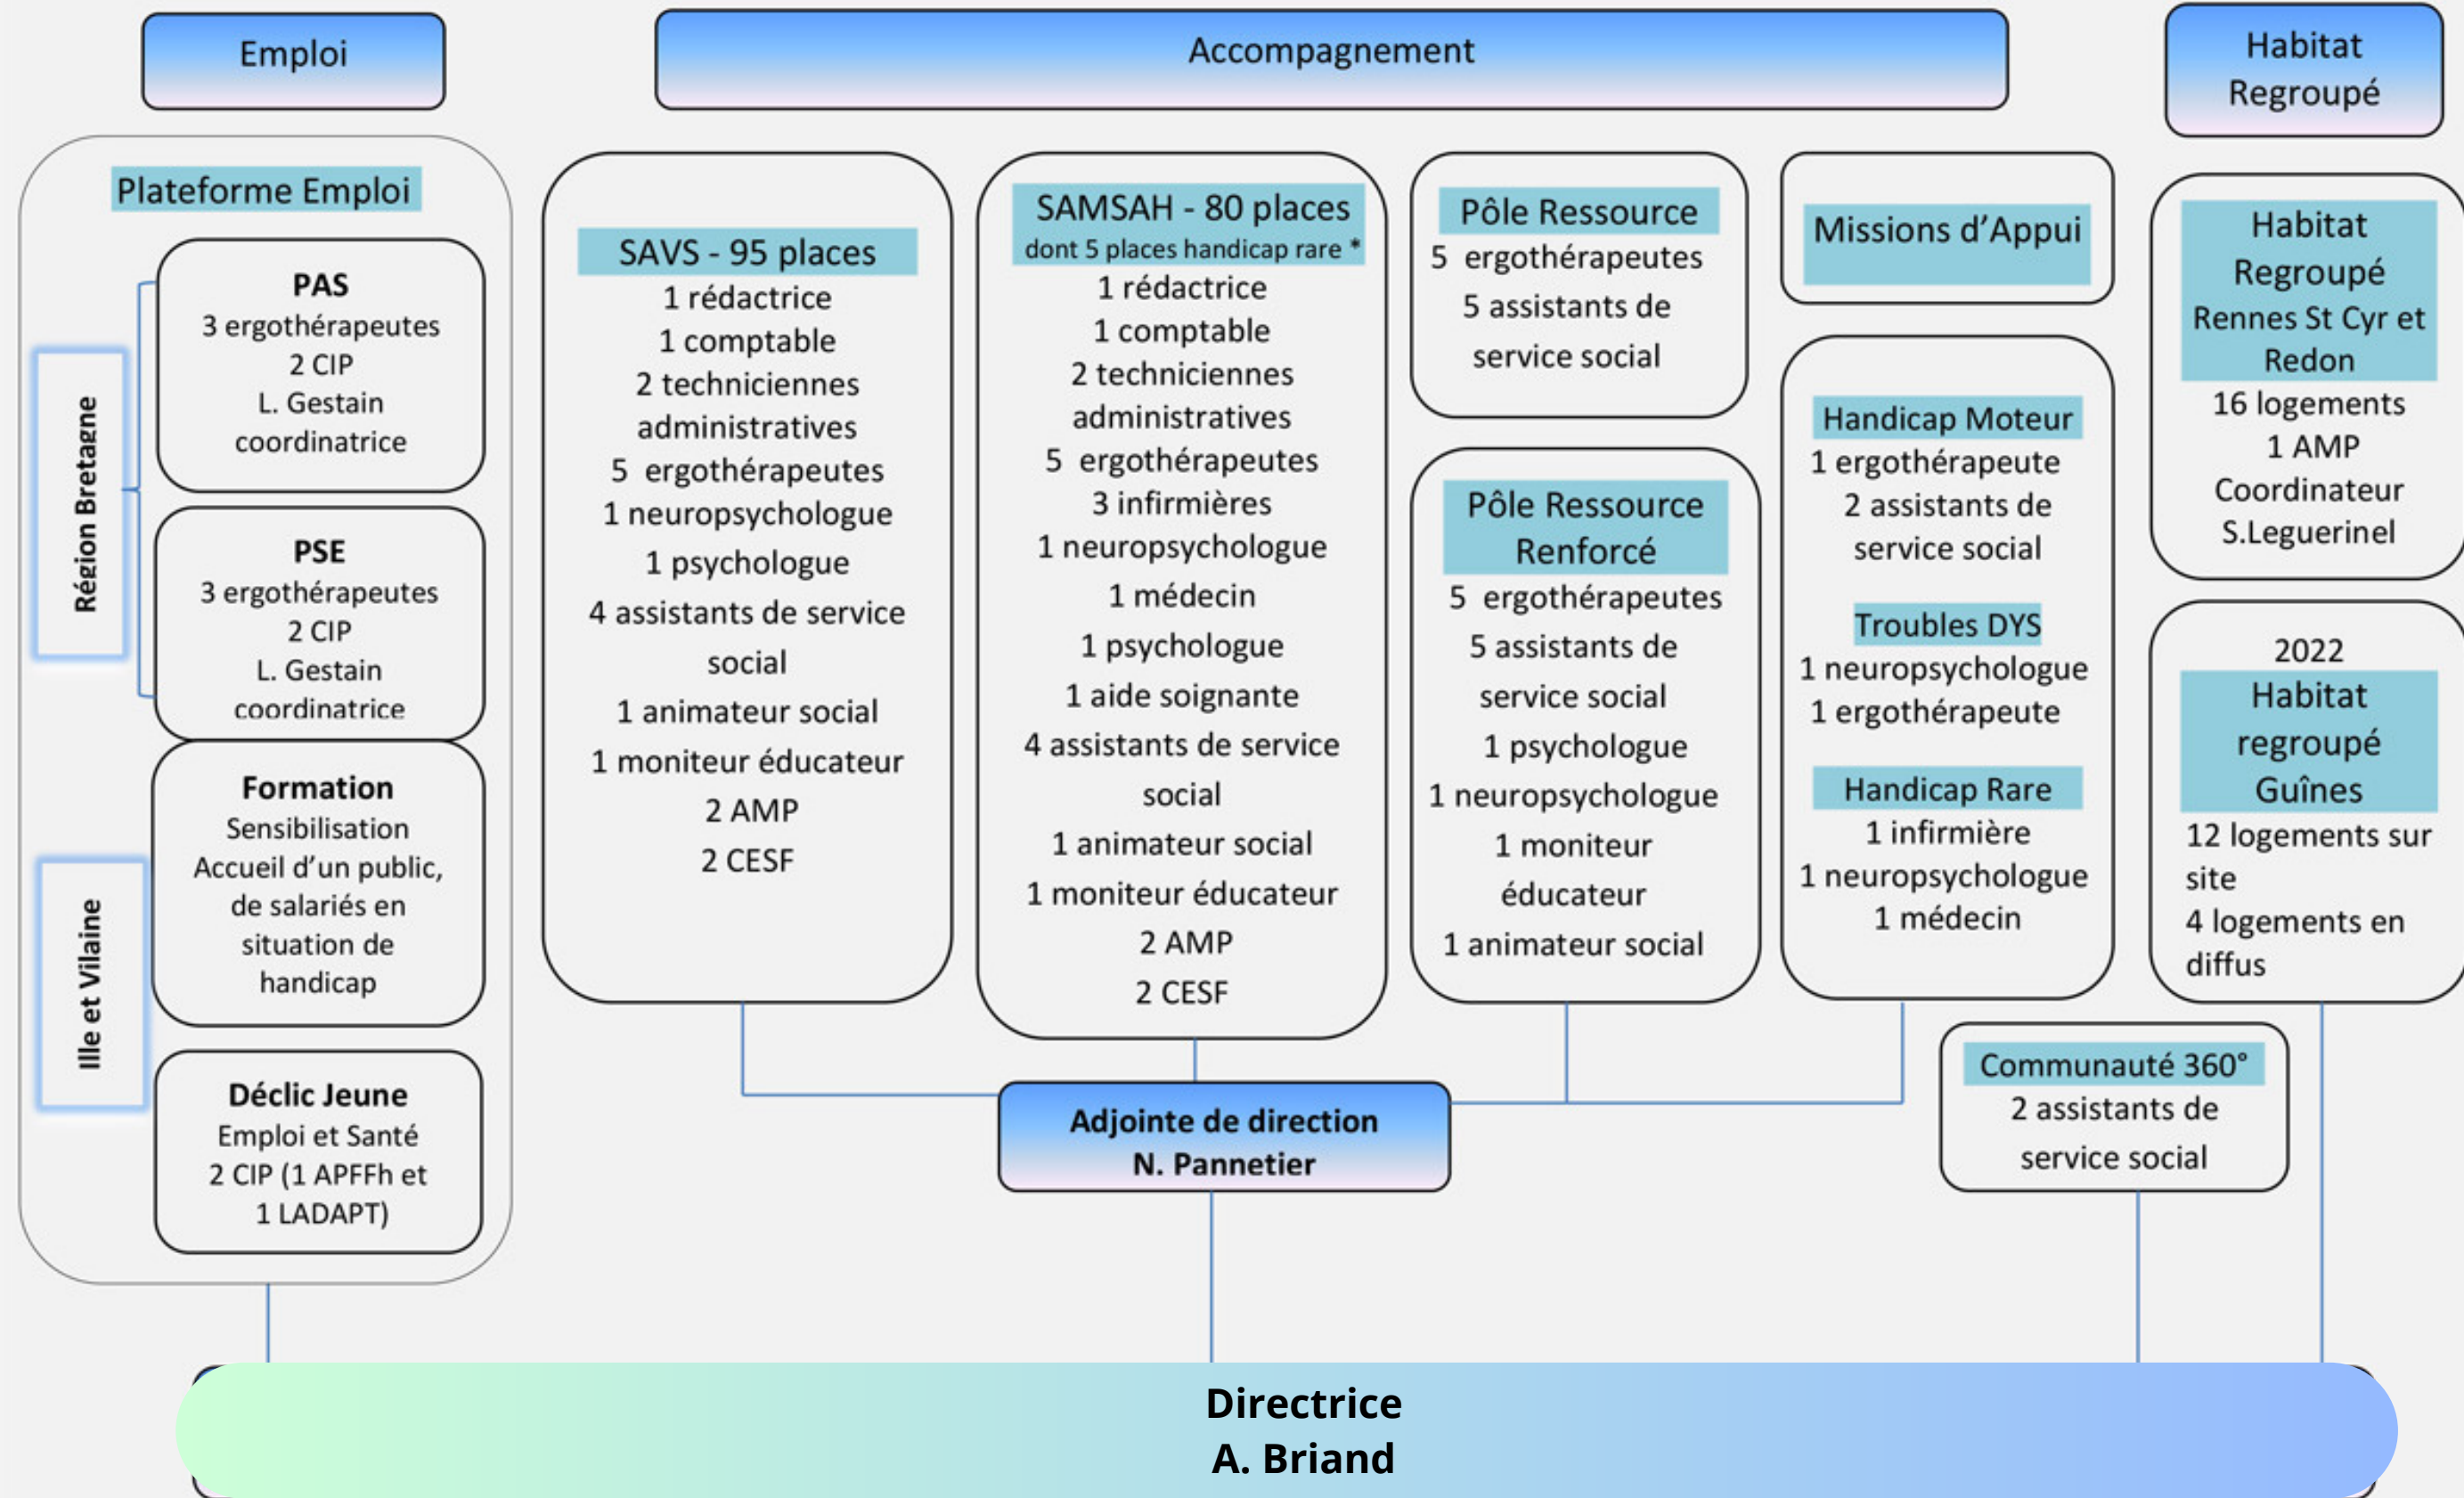 Emploi
Accompagnement
Habitat
Regroupé
Plateforme Emploi
Région Bretagne
PAS
3 ergothérapeutes
2 CIP
L. Gestain
coordinatrice
PSE
3 ergothérapeutes
2 CIP
L. Gestain
coordinatrice
Ille et Vilaine
Formation
Sensibilisation
Accueil d’un public,
de salariés en
situation de
handicap
Déclic Jeune
Emploi et Santé
2 CIP (1 APFFh et
1 LADAPT)
SAVS - 95 places
1 rédactrice
1 comptable
2 techniciennes
administratives
5 ergothérapeutes
1 neuropsychologue
1 psychologue
4 assistants de service
social
1 animateur social
1 moniteur éducateur
2 AMP
2 CESF
SAMSAH - 80 places
dont 5 places handicap rare *
1 rédactrice
1 comptable
2 techniciennes
administratives
5 ergothérapeutes
3 infirmières
1 neuropsychologue
1 médecin
1 psychologue
1 aide soignante
4 assistants de service
social
1 animateur social
1 moniteur éducateur
2 AMP
2 CESF
Pôle Ressource
5 ergothérapeutes
5 assistants de
service social
Pôle Ressource
Renforcé
5 ergothérapeutes
5 assistants de
service social
1 psychologue
1 neuropsychologue
1 moniteur
éducateur
1 animateur social
Missions d’Appui
Handicap Moteur
1 ergothérapeute
2 assistants de
service social
Troubles DYS
1 neuropsychologue
1 ergothérapeute
Handicap Rare
1 infirmière
1 neuropsychologue
1 médecin
Habitat
Regroupé
Rennes St Cyr et
Redon
16 logements
1 AMP
Coordinateur
S.Leguerinel
2022
Habitat
regroupé
Guînes
12 logements sur
site
4 logements en
diffus
Communauté 360°
2 assistants de
service social
Adjointe de direction
N. Pannetier
Directrice
A. Briand